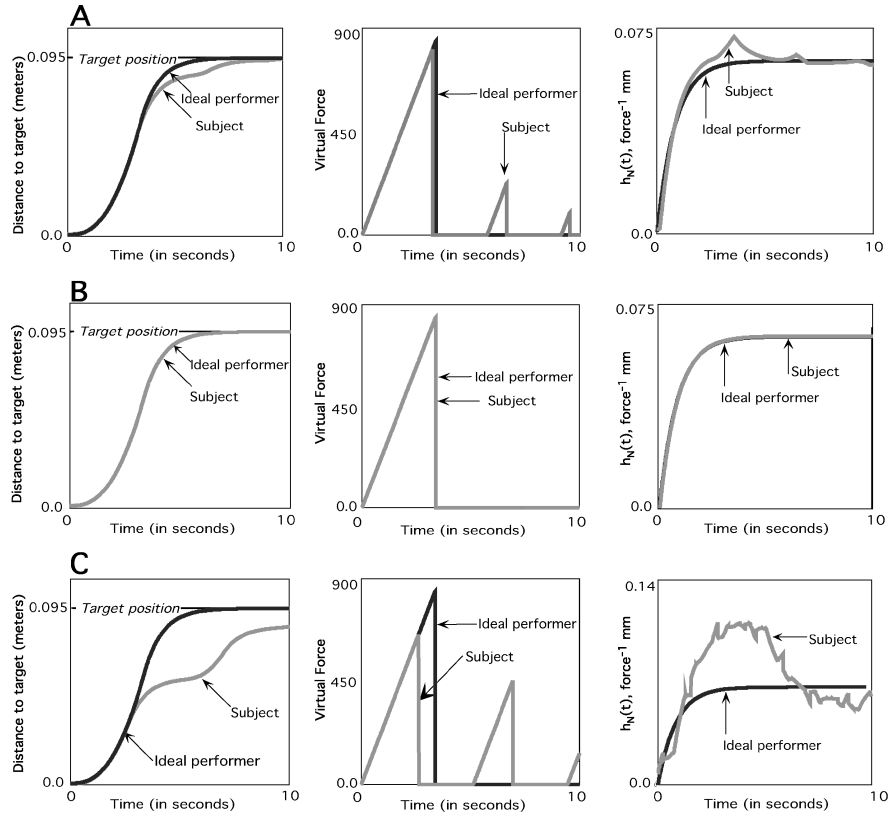 A
Distance to target (meters)
0.095
Target position
Ideal performer
Subject
0.0
0
10
Time (in seconds)
Virtual Force
900
450
0.0
Ideal performer
Subject
0
10
Time (in seconds)
hN(t), force-1 mm
0.075
Subject
Ideal performer
0.0
0
10
Time (in seconds)
B
Distance to target (meters)
0.095
Target position
Ideal performer
Subject
0.0
0
10
Time (in seconds)
Virtual Force
900
450
0.0
Ideal performer
Subject
0
10
Time (in seconds)
hN(t), force-1 mm
0.075
Subject
Ideal performer
0.0
0
10
Time (in seconds)
C
Distance to target (meters)
0.095
Target position
Subject
Ideal performer
0.0
0
10
Time (in seconds)
Virtual Force
900
450
0.0
Ideal performer
Subject
0
10
Time (in seconds)
hN(t), force-1 mm
0.14
Subject
Ideal performer
0.0
0
10
Time (in seconds)